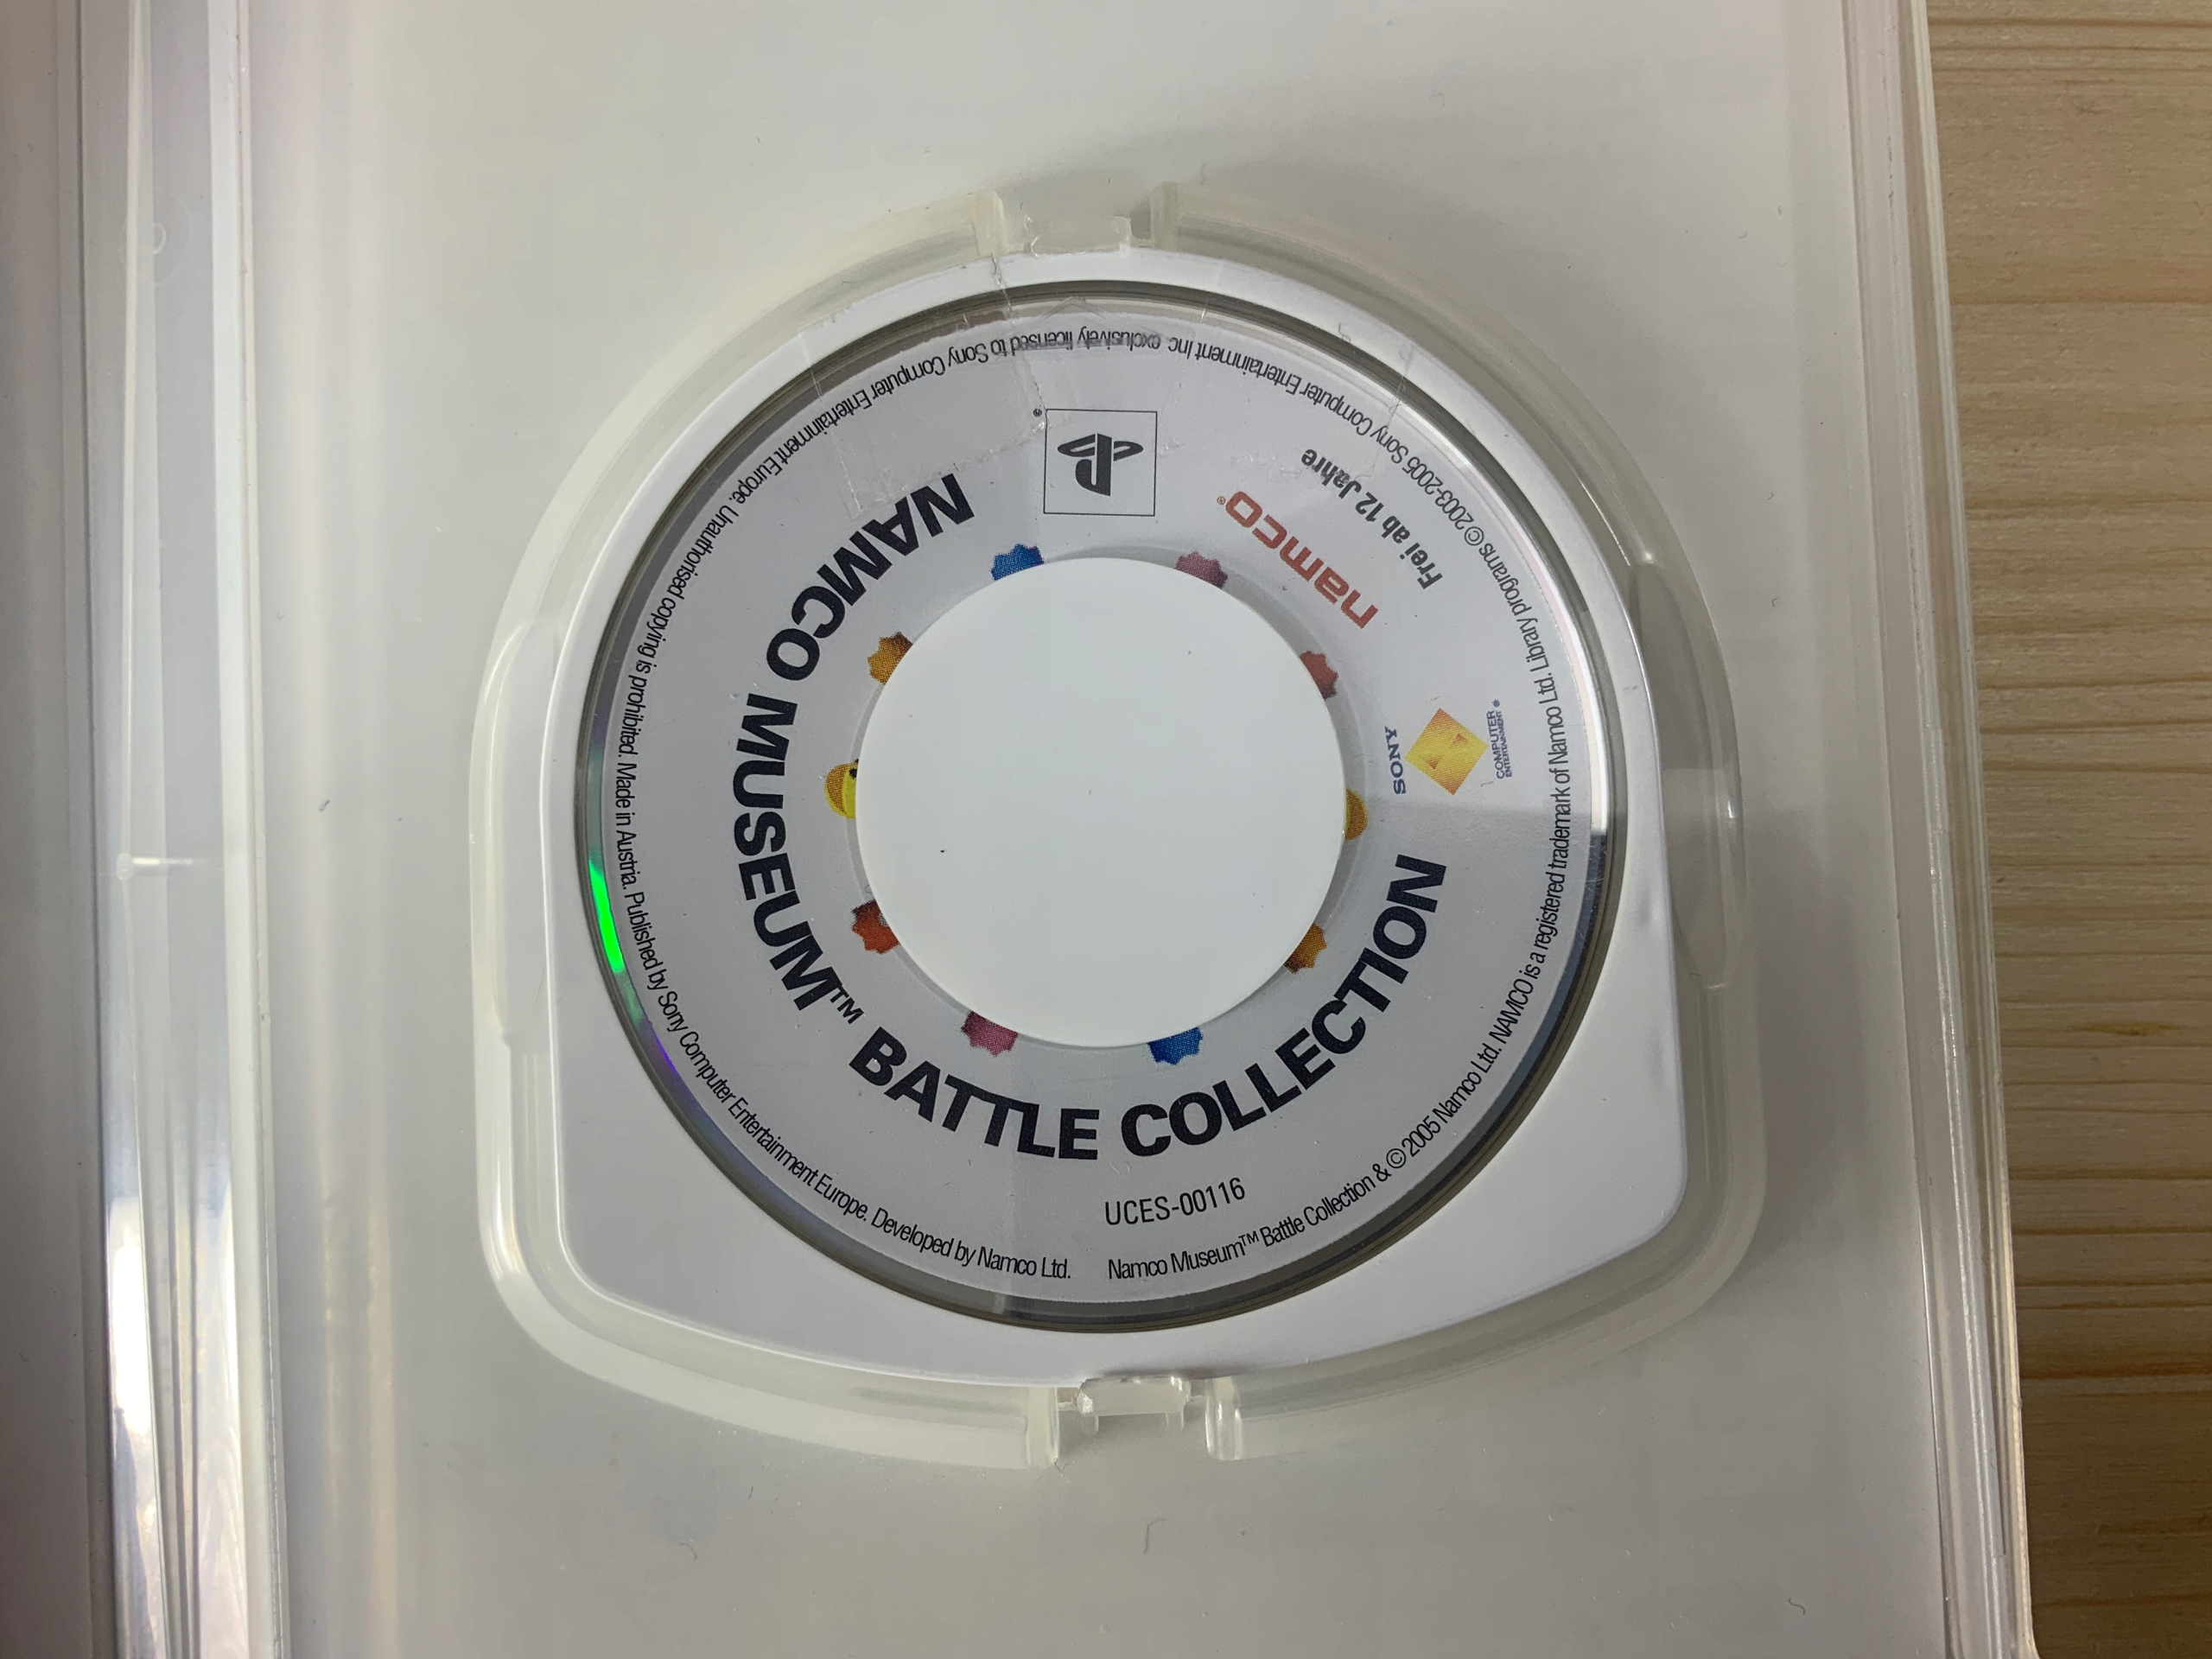 NAMCO MUSEUM™ BATTLE COLLECTION
UCES-00116
namco®
Frei ab 12 Jahre
SONY
COMPUTER
ENTERTAINMENT®
Namco Museum™ Battle Collection & © 2005 Namco Ltd. NAMCO is a registered trademark of Namco Ltd. Library programs © 2003-2005 Sony Computer Entertainment Inc. exclusively licensed to Sony Computer Entertainment Europe. Unauthorised copying is prohibited. Made in Austria. Published by Sony Computer Entertainment Europe. Developed by Namco Ltd.